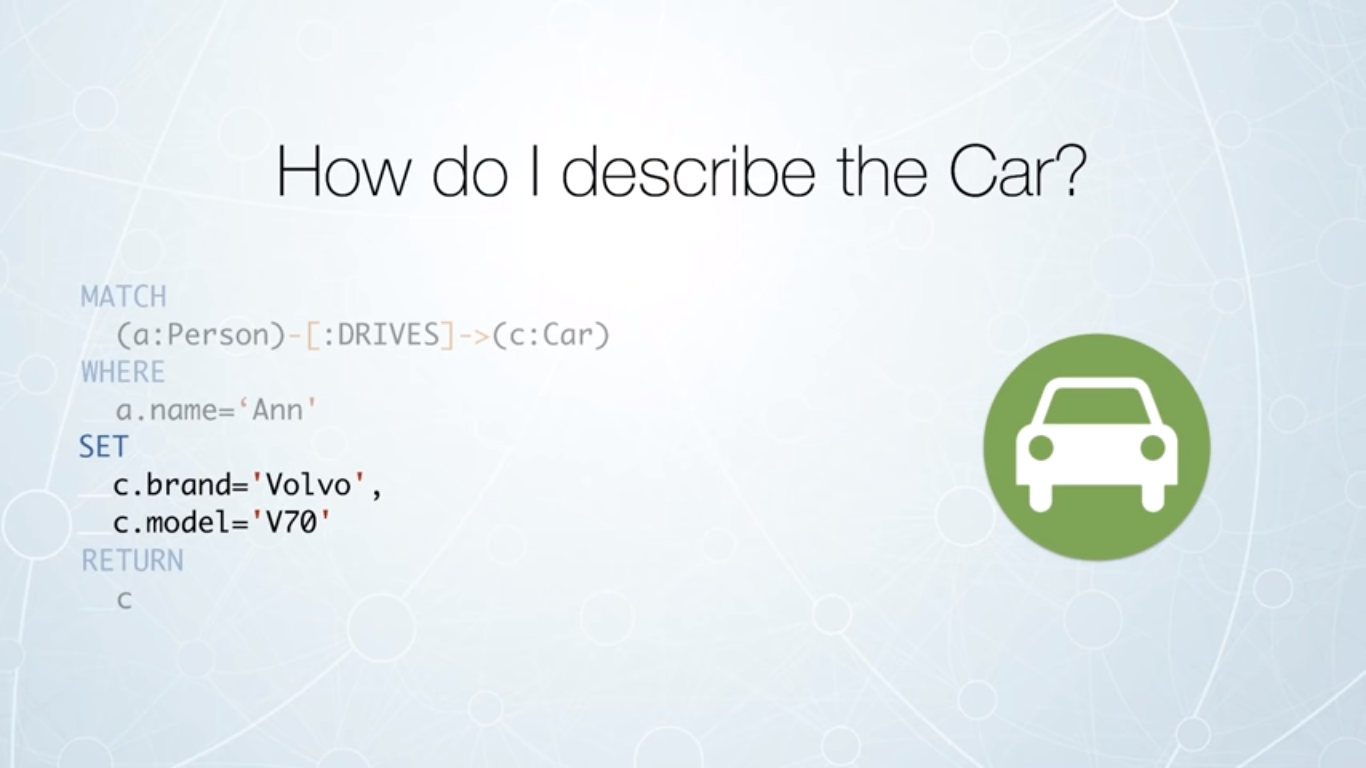 How do I describe the Car?
MATCH
(a:Person)-[:DRIVES]->(c:Car)
WHERE
a.name=‘Ann'
SET
c.brand='Volvo',
c.model='V70'
RETURN
c